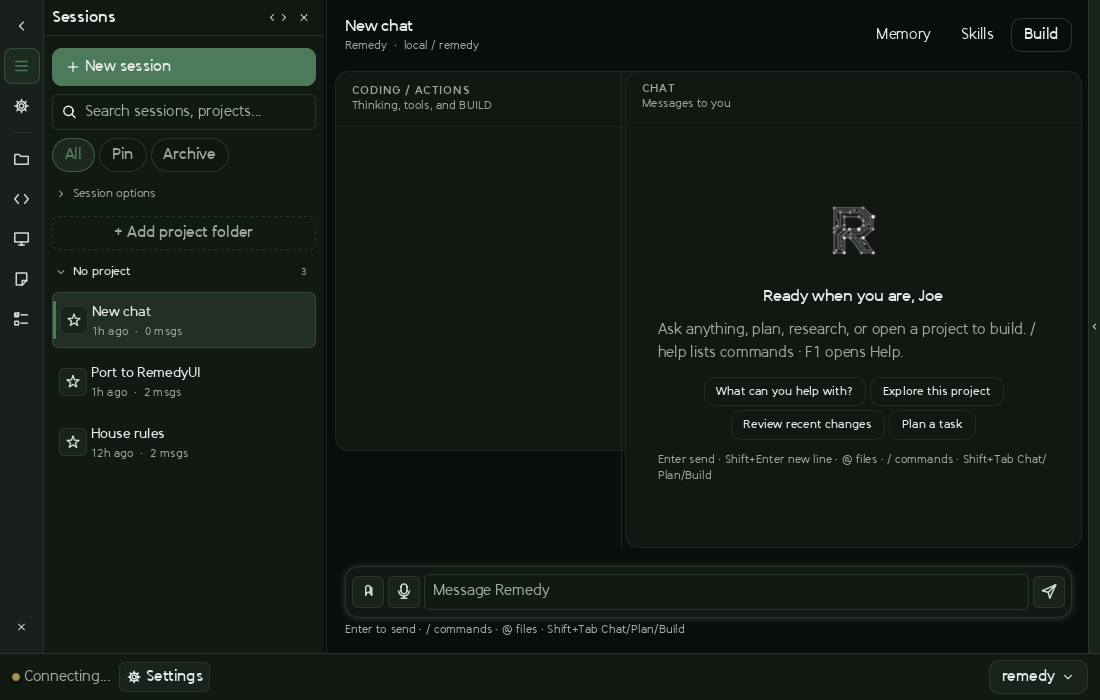 Sessions
New session
Search sessions, projects...
All
Pin
Archive
Session options
+ Add project folder
No project
3
New chat
1h ago · 0 msgs
Port to RemedyUI
1h ago · 2 msgs
House rules
12h ago · 2 msgs
New chat
Remedy · local / remedy
Memory
Skills
Build
CODING / ACTIONS
Thinking, tools, and BUILD
CHAT
Messages to you
Ready when you are, Joe
Ask anything, plan, research, or open a project to build. /
help lists commands · F1 opens Help.
What can you help with?
Explore this project
Review recent changes
Plan a task
Enter send · Shift+Enter new line · @ files · / commands · Shift+Tab Chat/
Plan/Build
Message Remedy
Enter to send · / commands · @ files · Shift+Tab Chat/Plan/Build
Connecting...
Settings
remedy